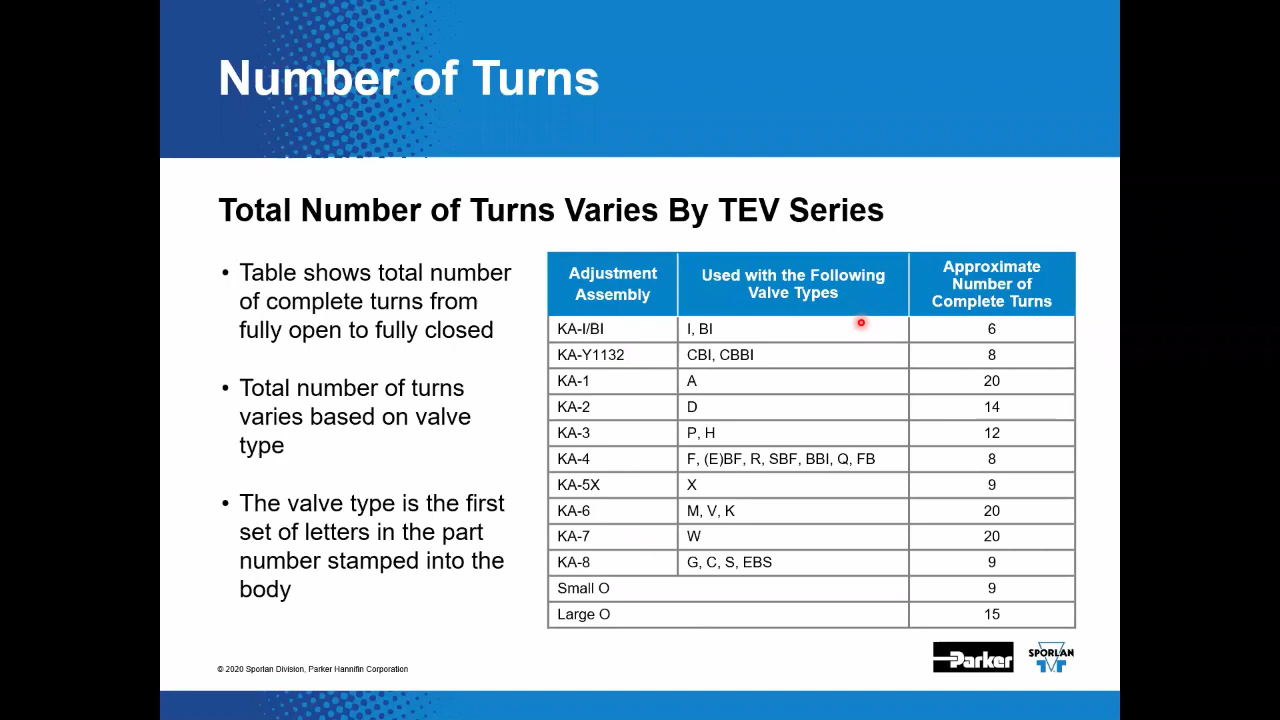 Number of Turns
Total Number of Turns Varies By TEV Series
• Table shows total number
of complete turns from
fully open to fully closed
• Total number of turns
varies based on valve
type
• The valve type is the first
set of letters in the part
number stamped into the
body
Adjustment Assembly | Used with the Following Valve Types | Approximate Number of Complete Turns
KA-I/BI | I, BI | 6
KA-Y1132 | CBI, CBBI | 8
KA-1 | A | 20
KA-2 | D | 14
KA-3 | P, H | 12
KA-4 | F, (E)BF, R, SBF, BBI, Q, FB | 8
KA-5X | X | 9
KA-6 | M, V, K | 20
KA-7 | W | 20
KA-8 | G, C, S, EBS | 9
Small O | 9
Large O | 15
Parker
SPORLAN
© 2020 Sporlan Division, Parker Hannifin Corporation